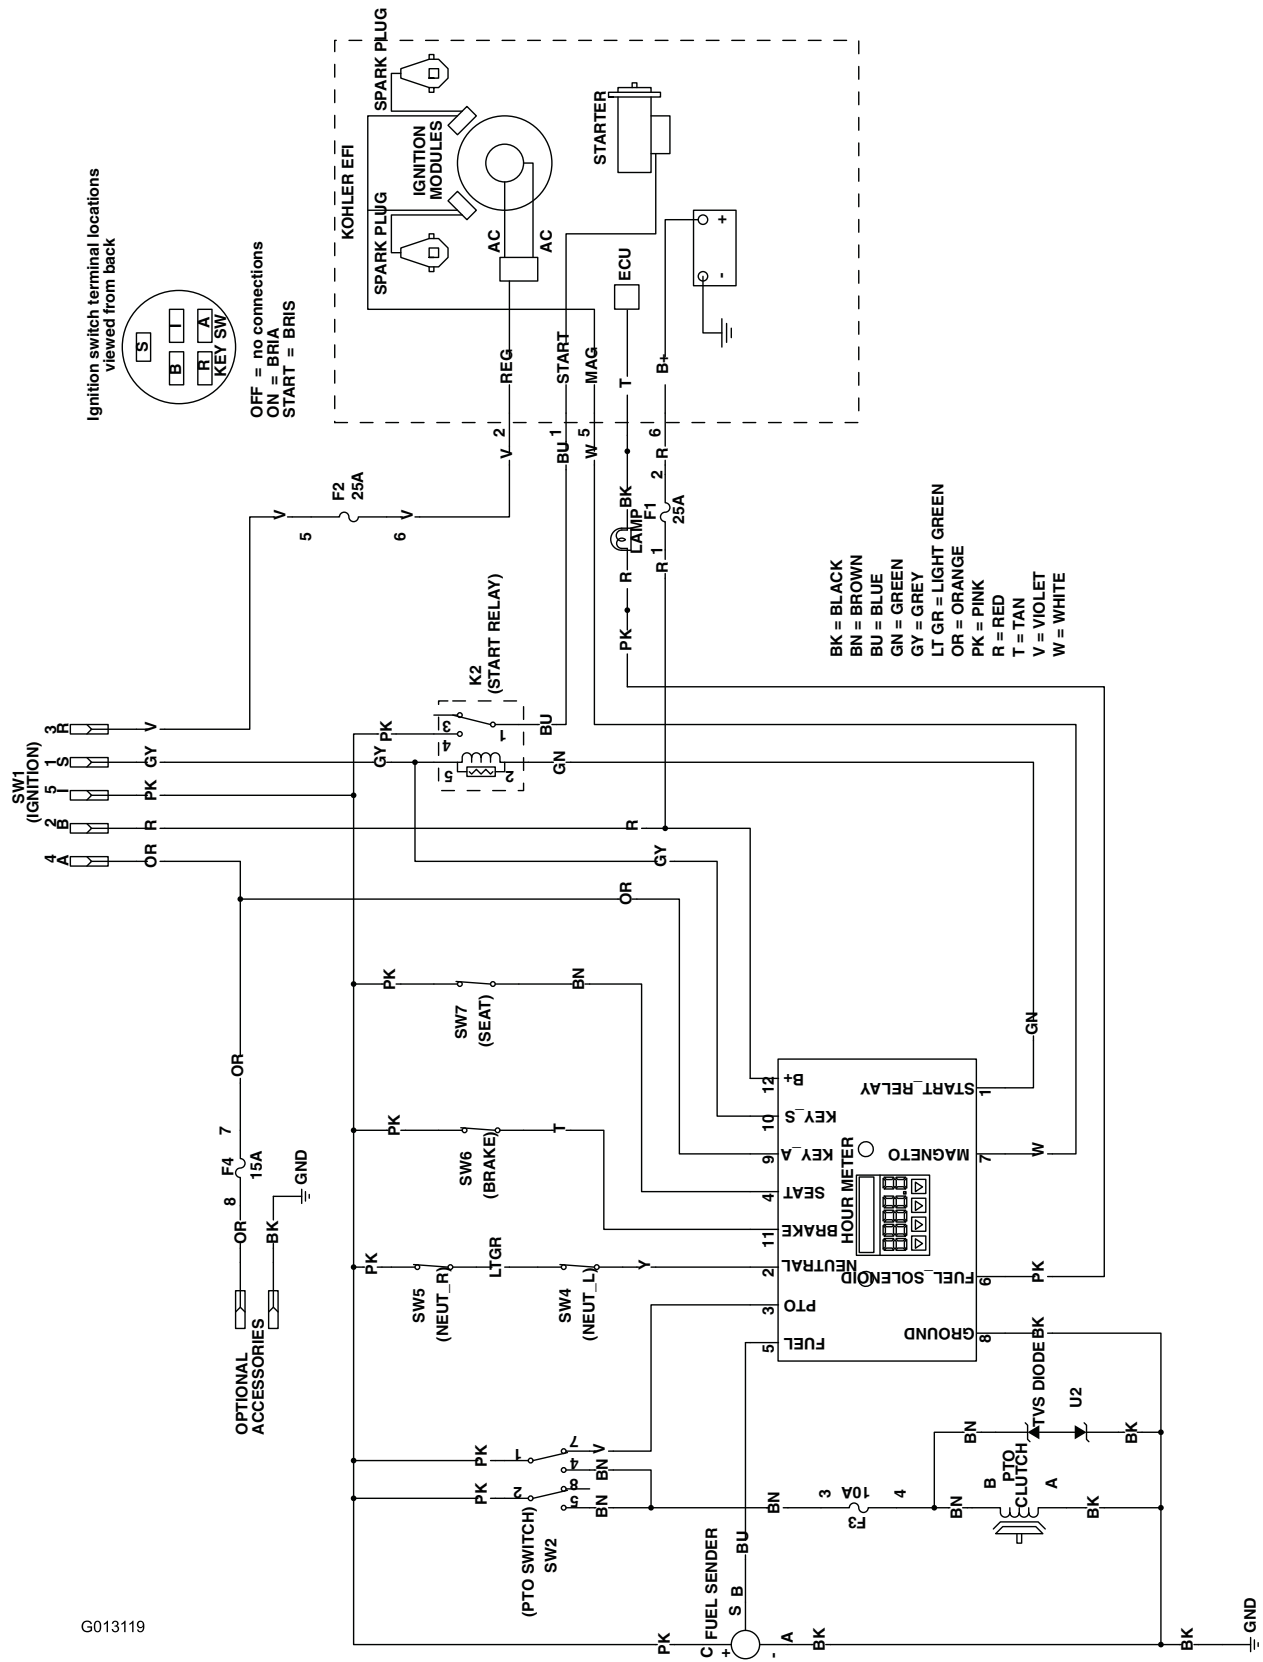 Ignition switch terminal locations
viewed from back
S
B
I
R
A
KEY SW
OFF = no connections
ON = BRIA
START = BRIS
KOHLER EFI
SPARK PLUG
SPARK PLUG
IGNITION
MODULES
STARTER
AC
AC
ECU
+
-
REG
START
MAG
T
B+
2
1
5
6
V
BU
W
R
2
F2
25A
V
5
6
V
BK
LAMP
F1
25A
R
R
1
PK
BK = BLACK
BN = BROWN
BU = BLUE
GN = GREEN
GY = GREY
LT GR = LIGHT GREEN
OR = ORANGE
PK = PINK
R = RED
T = TAN
V = VIOLET
W = WHITE
K2
(START RELAY)
3
4
1
5
2
PK
GY
BU
GN
SW1
(IGNITION)
3
R
1
S
5
I
2
B
4
A
V
GY
PK
R
OR
R
GY
OR
PK
SW7
(SEAT)
BN
OR
7
F4
15A
8
OR
BK
GND
OPTIONAL
ACCESSORIES
PK
SW6
(BRAKE)
T
PK
SW5
(NEUT_R)
LTGR
SW4
(NEUT_L)
Y
GN
12
B+
10
KEY_S
9
KEY_A
4
SEAT
11
BRAKE
2
NEUTRAL
3
PTO
5
FUEL
HOUR METER
START_RELAY
1
MAGNETO
7
W
FUEL_SOLENOID
6
PK
GROUND
8
BK
TVS DIODE
U2
BN
BK
PK
1
7
V
4
BN
PK
2
8
5
BN
(PTO SWITCH)
SW2
BN
3
F3
10A
4
BN
B
PTO
CLUTCH
A
BK
FUEL SENDER
BU
S
B
PK
C
+
-
A
BK
BK
GND
G013119